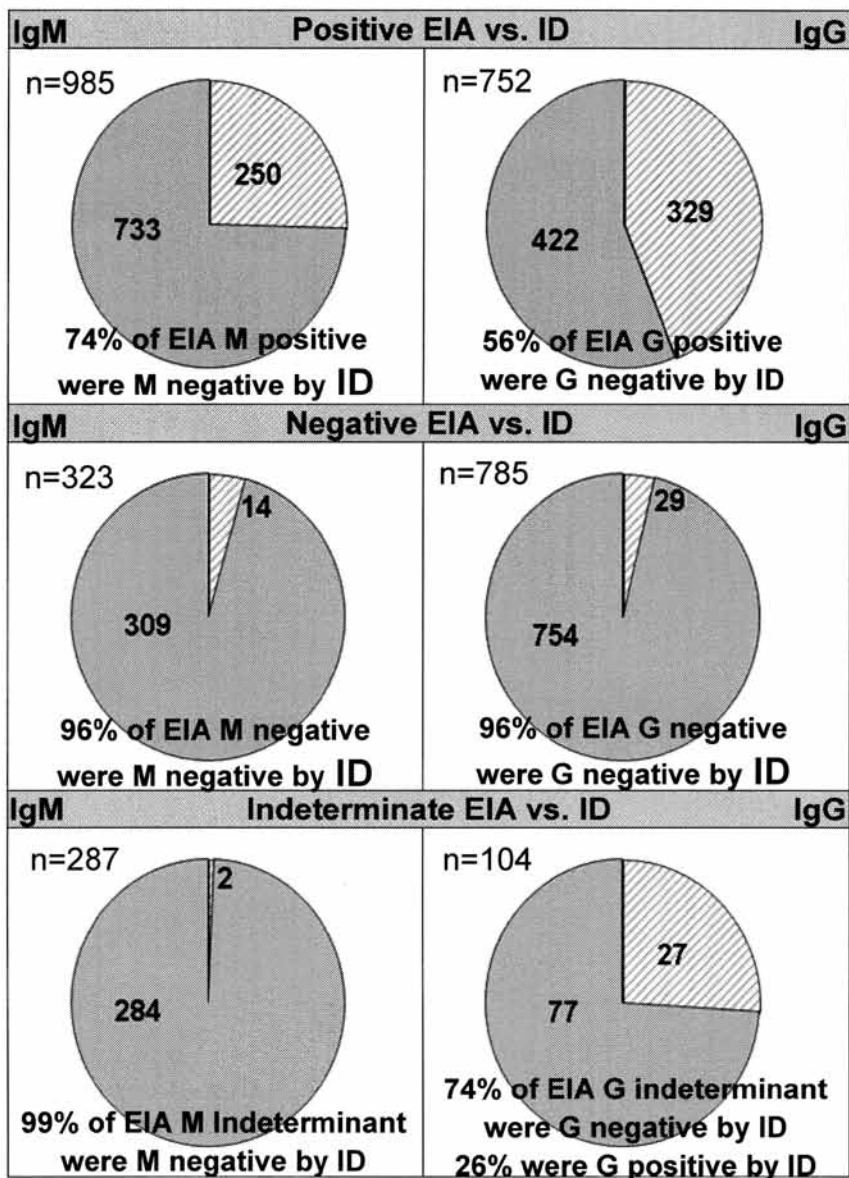 IgM Positive EIA vs. ID IgG
n=985
250
733
74% of EIA M positive
were M negative by ID
n=752
329
422
56% of EIA G positive
were G negative by ID
IgM Negative EIA vs. ID IgG
n=323
14
309
96% of EIA M negative
were M negative by ID
n=785
29
754
96% of EIA G negative
were G negative by ID
IgM Indeterminate EIA vs. ID IgG
n=287
2
284
99% of EIA M Indeterminant
were M negative by ID
n=104
27
77
74% of EIA G indeterminant
were G negative by ID
26% were G positive by ID